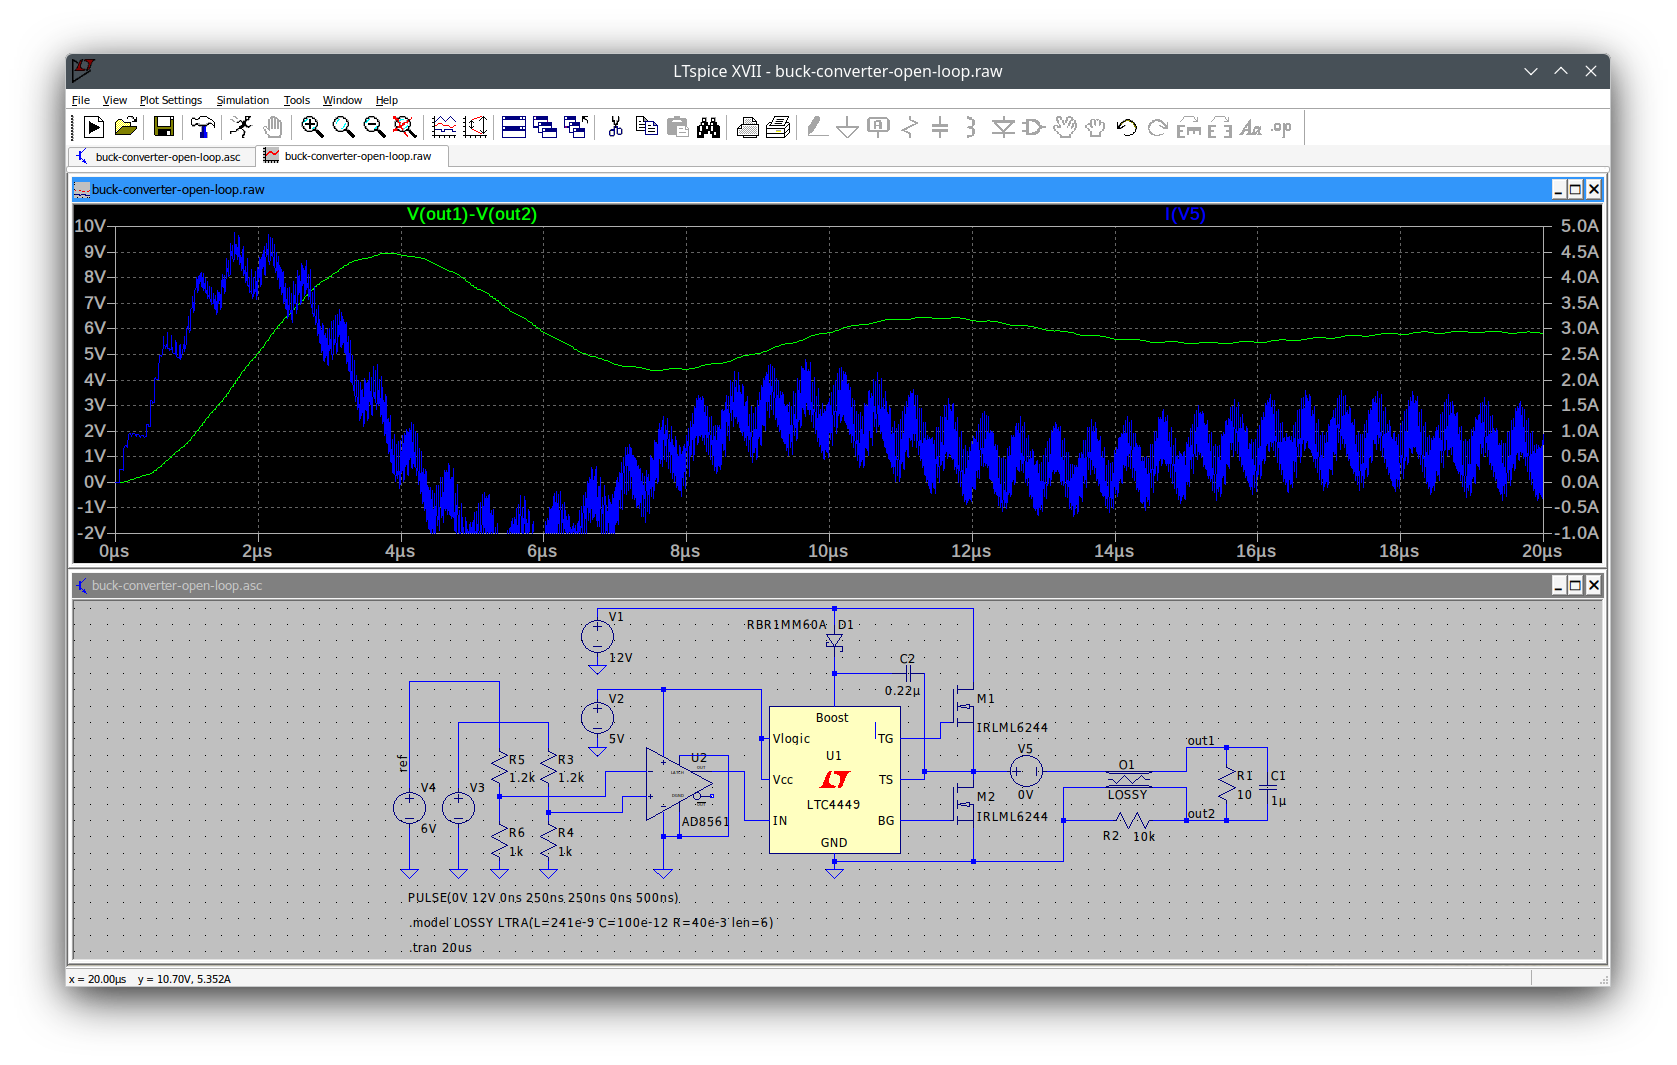 LTspice XVII - buck-converter-open-loop.raw
File View Plot Settings Simulation Tools Window Help
buck-converter-open-loop.asc buck-converter-open-loop.raw
buck-converter-open-loop.raw
V(out1)-V(out2) I(V5)
10V 5.0A
9V 4.5A
8V 4.0A
7V 3.5A
6V 3.0A
5V 2.5A
4V 2.0A
3V 1.5A
2V 1.0A
1V 0.5A
0V 0.0A
-1V -0.5A
-2V -1.0A
0µs 2µs 4µs 6µs 8µs 10µs 12µs 14µs 16µs 18µs 20µs
buck-converter-open-loop.asc
V1
12V
RBR1MM60A D1
C2
0.22µ
V2
5V
M1
IRLML6244
Boost
Vlogic TG
U1
Vcc TS
LTC4449
IN BG
GND
V5
0V
out1
O1
LOSSY
R1
10
C1
1µ
out2
R2 10k
M2
IRLML6244
ref
R5
1.2k
R3
1.2k
U2
AD8561
V4
6V
V3
R6
1k
R4
1k
PULSE(0V 12V 0ns 250ns 250ns 0ns 500ns)
.model LOSSY LTRA(L=241e-9 C=100e-12 R=40e-3 len=6)
.tran 20us
x = 20.00µs y = 10.70V, 5.352A